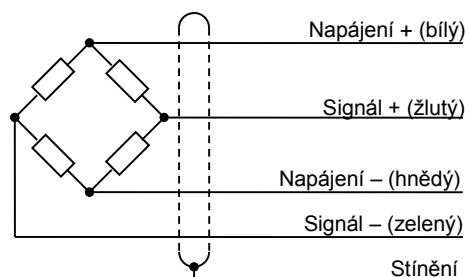 Napájení + (bílý)
Signál + (žlutý)
Napájení – (hnědý)
Signál – (zelený)
Stínění